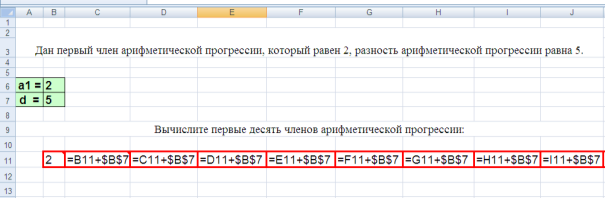 A B C D E F G H I J
1
2
3 Дан первый член арифметической прогрессии, который равен 2, разность арифметической прогрессии равна 5.
4
5
6 a1 = 2
7 d = 5
8
9 Вычислите первые десять членов арифметической прогрессии:
10
11 2 =B11+$B$7 =C11+$B$7 =D11+$B$7 =E11+$B$7 =F11+$B$7 =G11+$B$7 =H11+$B$7 =I11+$B$7
12
13